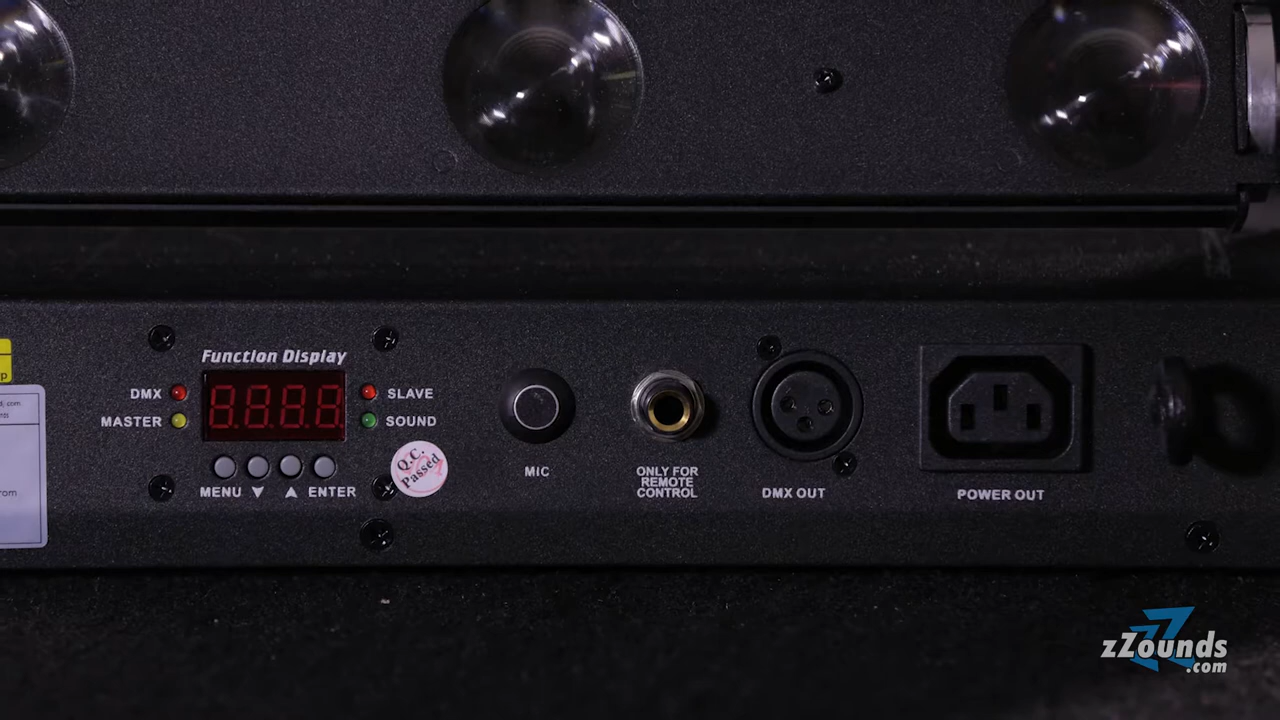 Function Display
DMX
SLAVE
MASTER
SOUND
8.8.8.8
MENU ▼ ▲ ENTER
Q.C.
Passed
MIC
ONLY FOR
REMOTE
CONTROL
DMX OUT
POWER OUT
zZounds
.com